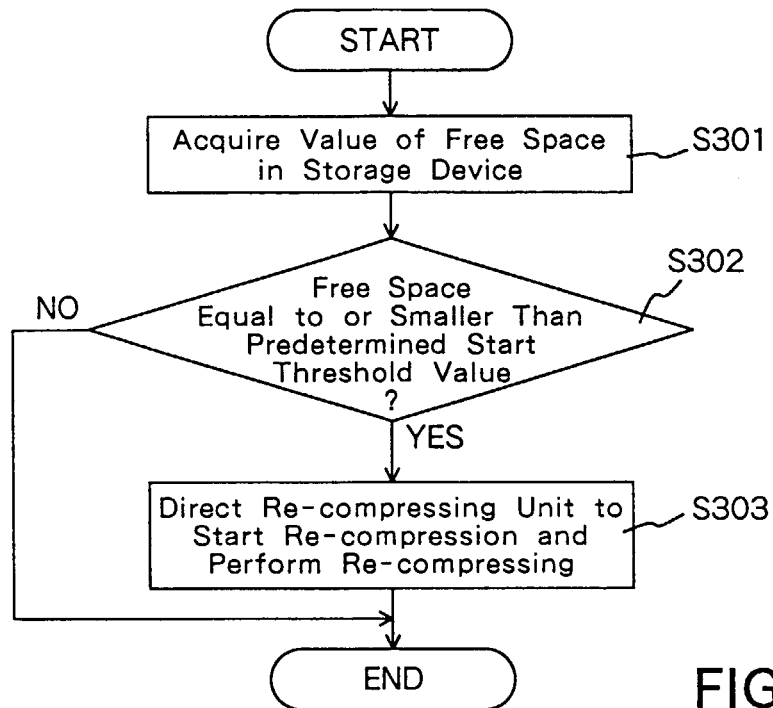 START
Acquire Value of Free Space
in Storage Device
S301
Free Space
Equal to or Smaller Than
Predetermined Start
Threshold Value
?
S302
NO
YES
Direct Re-compressing Unit to
Start Re-compression and
Perform Re-compressing
S303
END
FIG